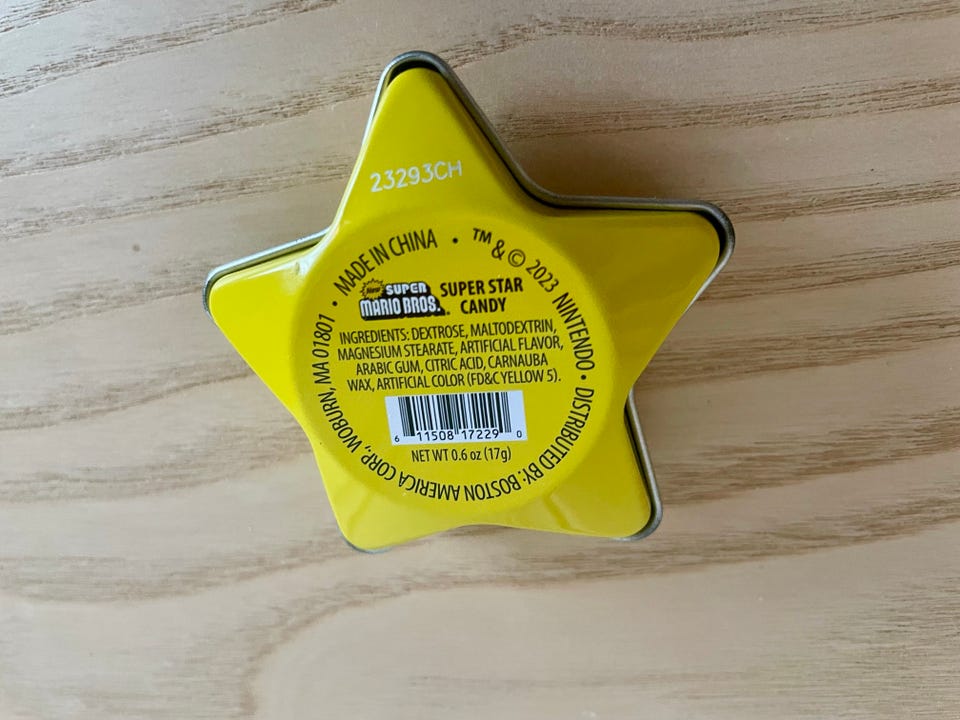 23293CH
MADE IN CHINA • TM & © 2023 NINTENDO • DISTRIBUTED BY: BOSTON AMERICA CORP., WOBURN, MA 01801 •
New SUPER MARIO BROS.
SUPER STAR
CANDY
INGREDIENTS: DEXTROSE, MALTODEXTRIN,
MAGNESIUM STEARATE, ARTIFICIAL FLAVOR,
ARABIC GUM, CITRIC ACID, CARNAUBA
WAX, ARTIFICIAL COLOR (FD&C YELLOW 5).
6 11508 17229 0
NET WT 0.6 oz (17g)